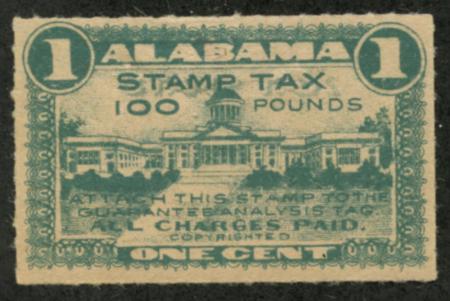 1 ALABAMA 1
STAMP TAX
100 POUNDS
ATTACH THIS STAMP TO THE
GUARANTEE ANALYSIS TAG.
ALL CHARGES PAID.
COPYRIGHTED
ONE CENT